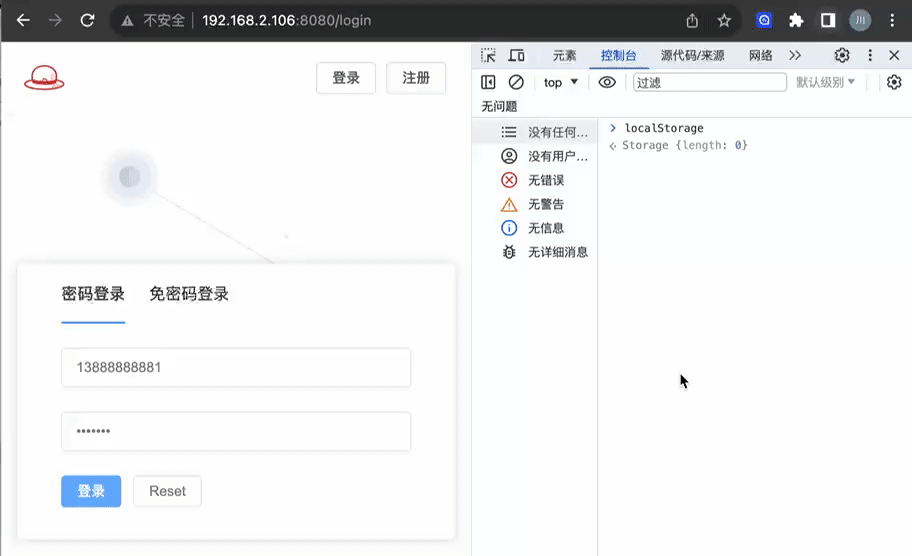 不安全 192.168.2.106:8080/login 川
登录 注册
元素 控制台 源代码/来源 网络
top 过滤 默认级别
无问题
没有任何...
没有用户...
无错误
无警告
无信息
无详细消息
localStorage
Storage {length: 0}
密码登录 免密码登录
13888888881
•••••••
登录 Reset